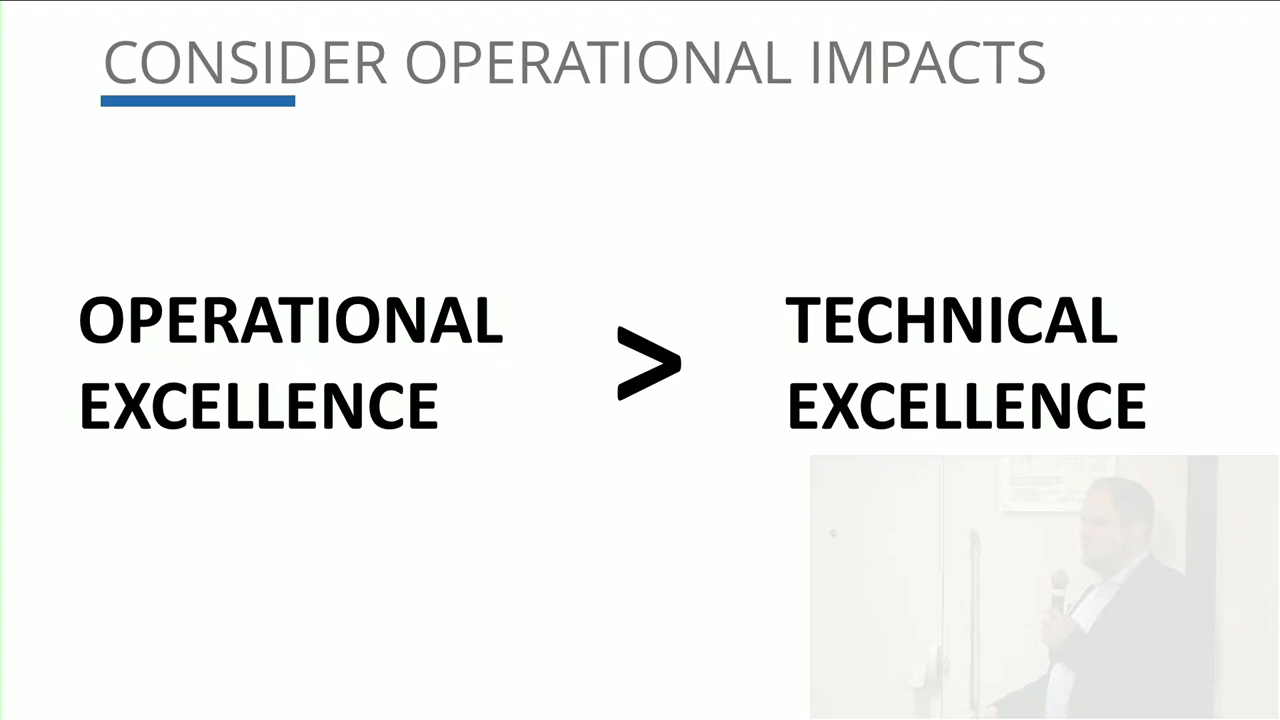 CONSIDER OPERATIONAL IMPACTS
OPERATIONAL
EXCELLENCE
>
TECHNICAL
EXCELLENCE